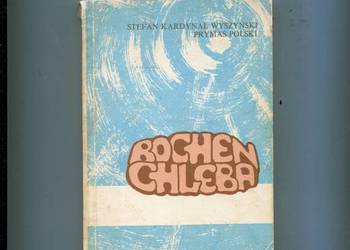 STEFAN KARDYNAŁ WYSZYŃSKI
PRYMAS POLSKI
BOCHEN
CHLEBA